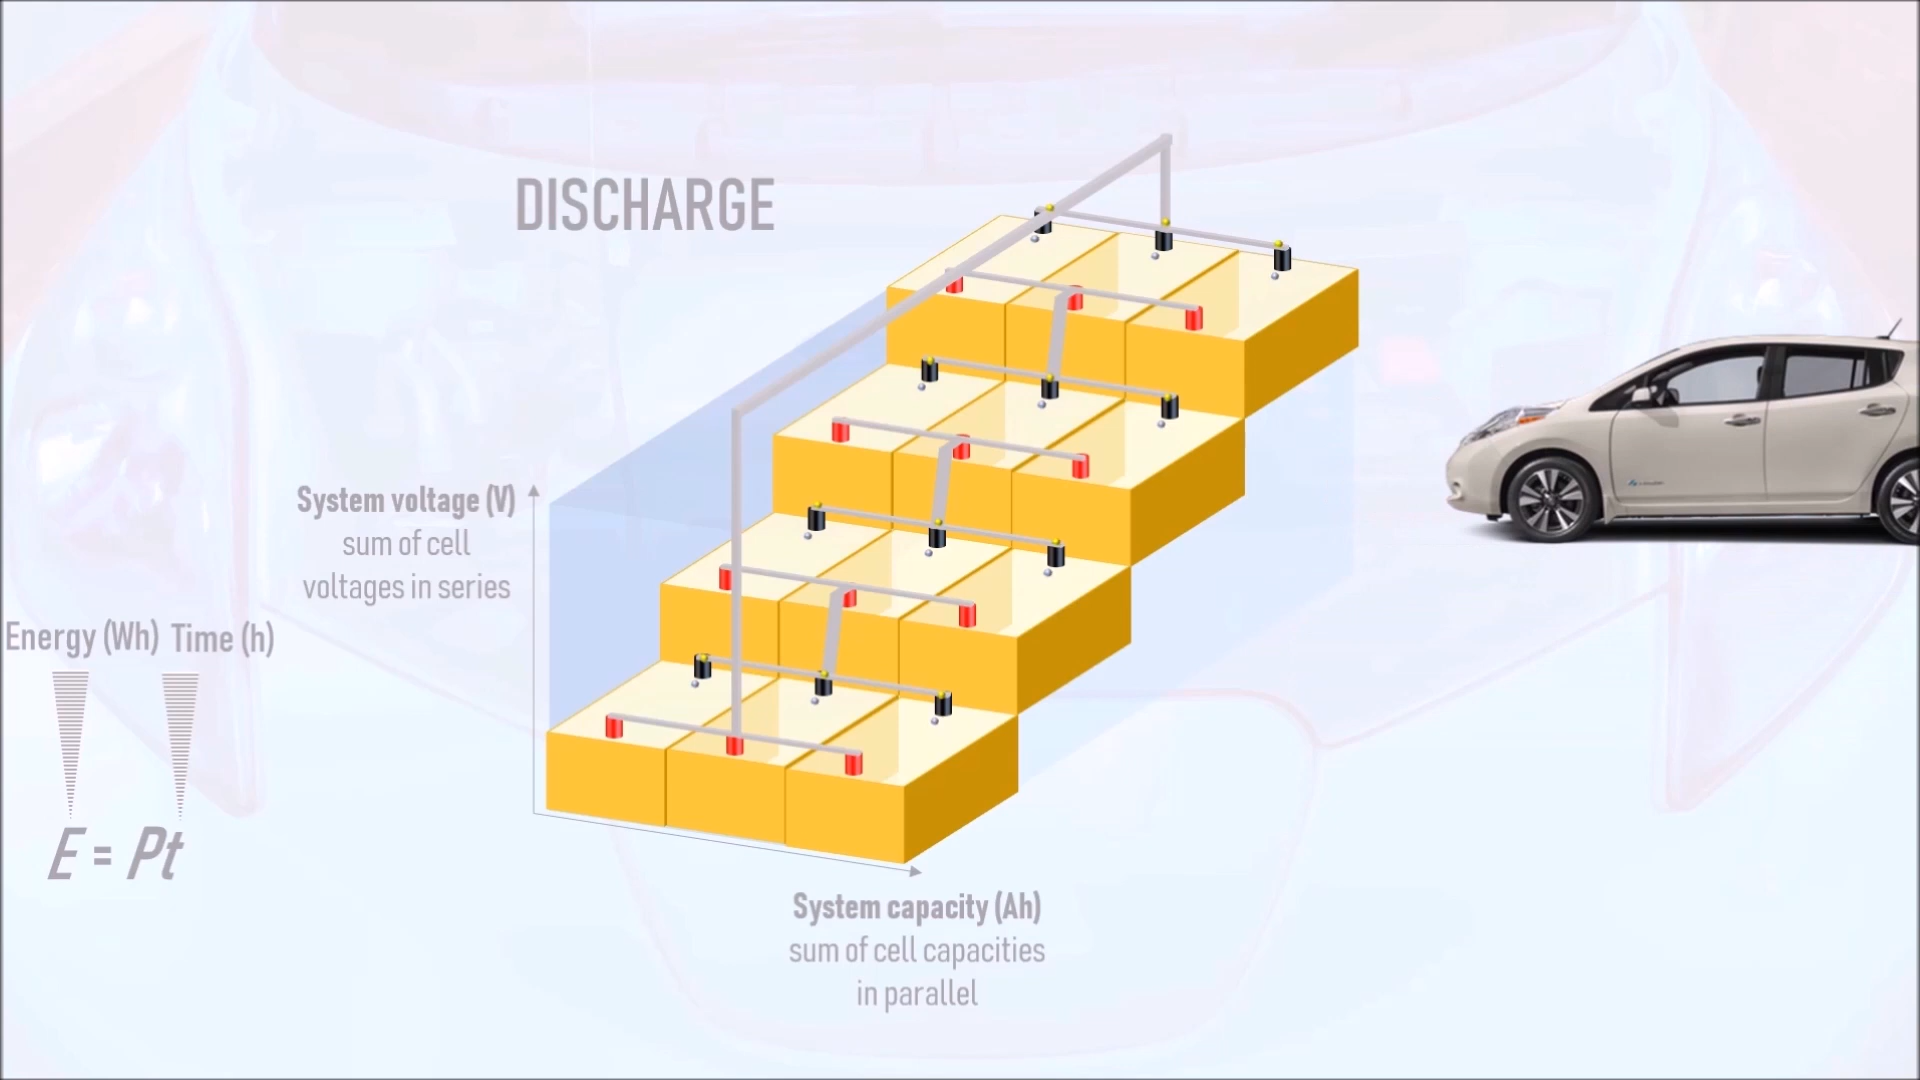 DISCHARGE
System voltage (V)
sum of cell
voltages in series
Energy (Wh) Time (h)
E = Pt
System capacity (Ah)
sum of cell capacities
in parallel